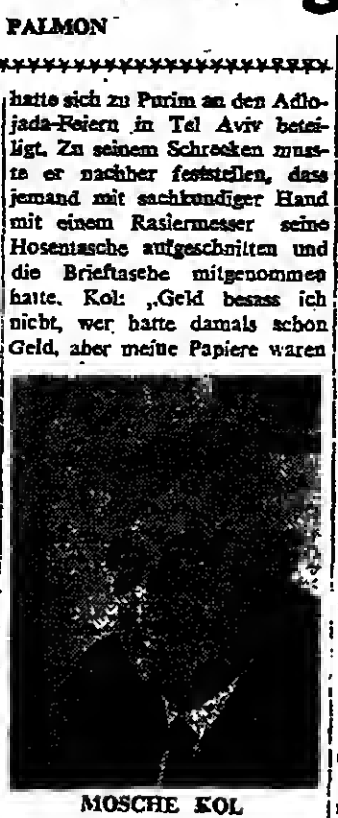 PALMON
hatte sich zu Purim an den Adlo-
jada-Feiern in Tel Aviv betei-
ligt. Zu seinem Schrecken muss-
te er nachher feststellen, dass
jemand mit sachkundiger Hand
mit einem Rasiermesser seine
Hosentasche aufgeschnitten und
die Brieftasche mitgenommen
hatte. Kol: „Geld besass ich
nicht, wer hatte damals schon
Geld, aber meine Papiere waren
MOSCHE KOL